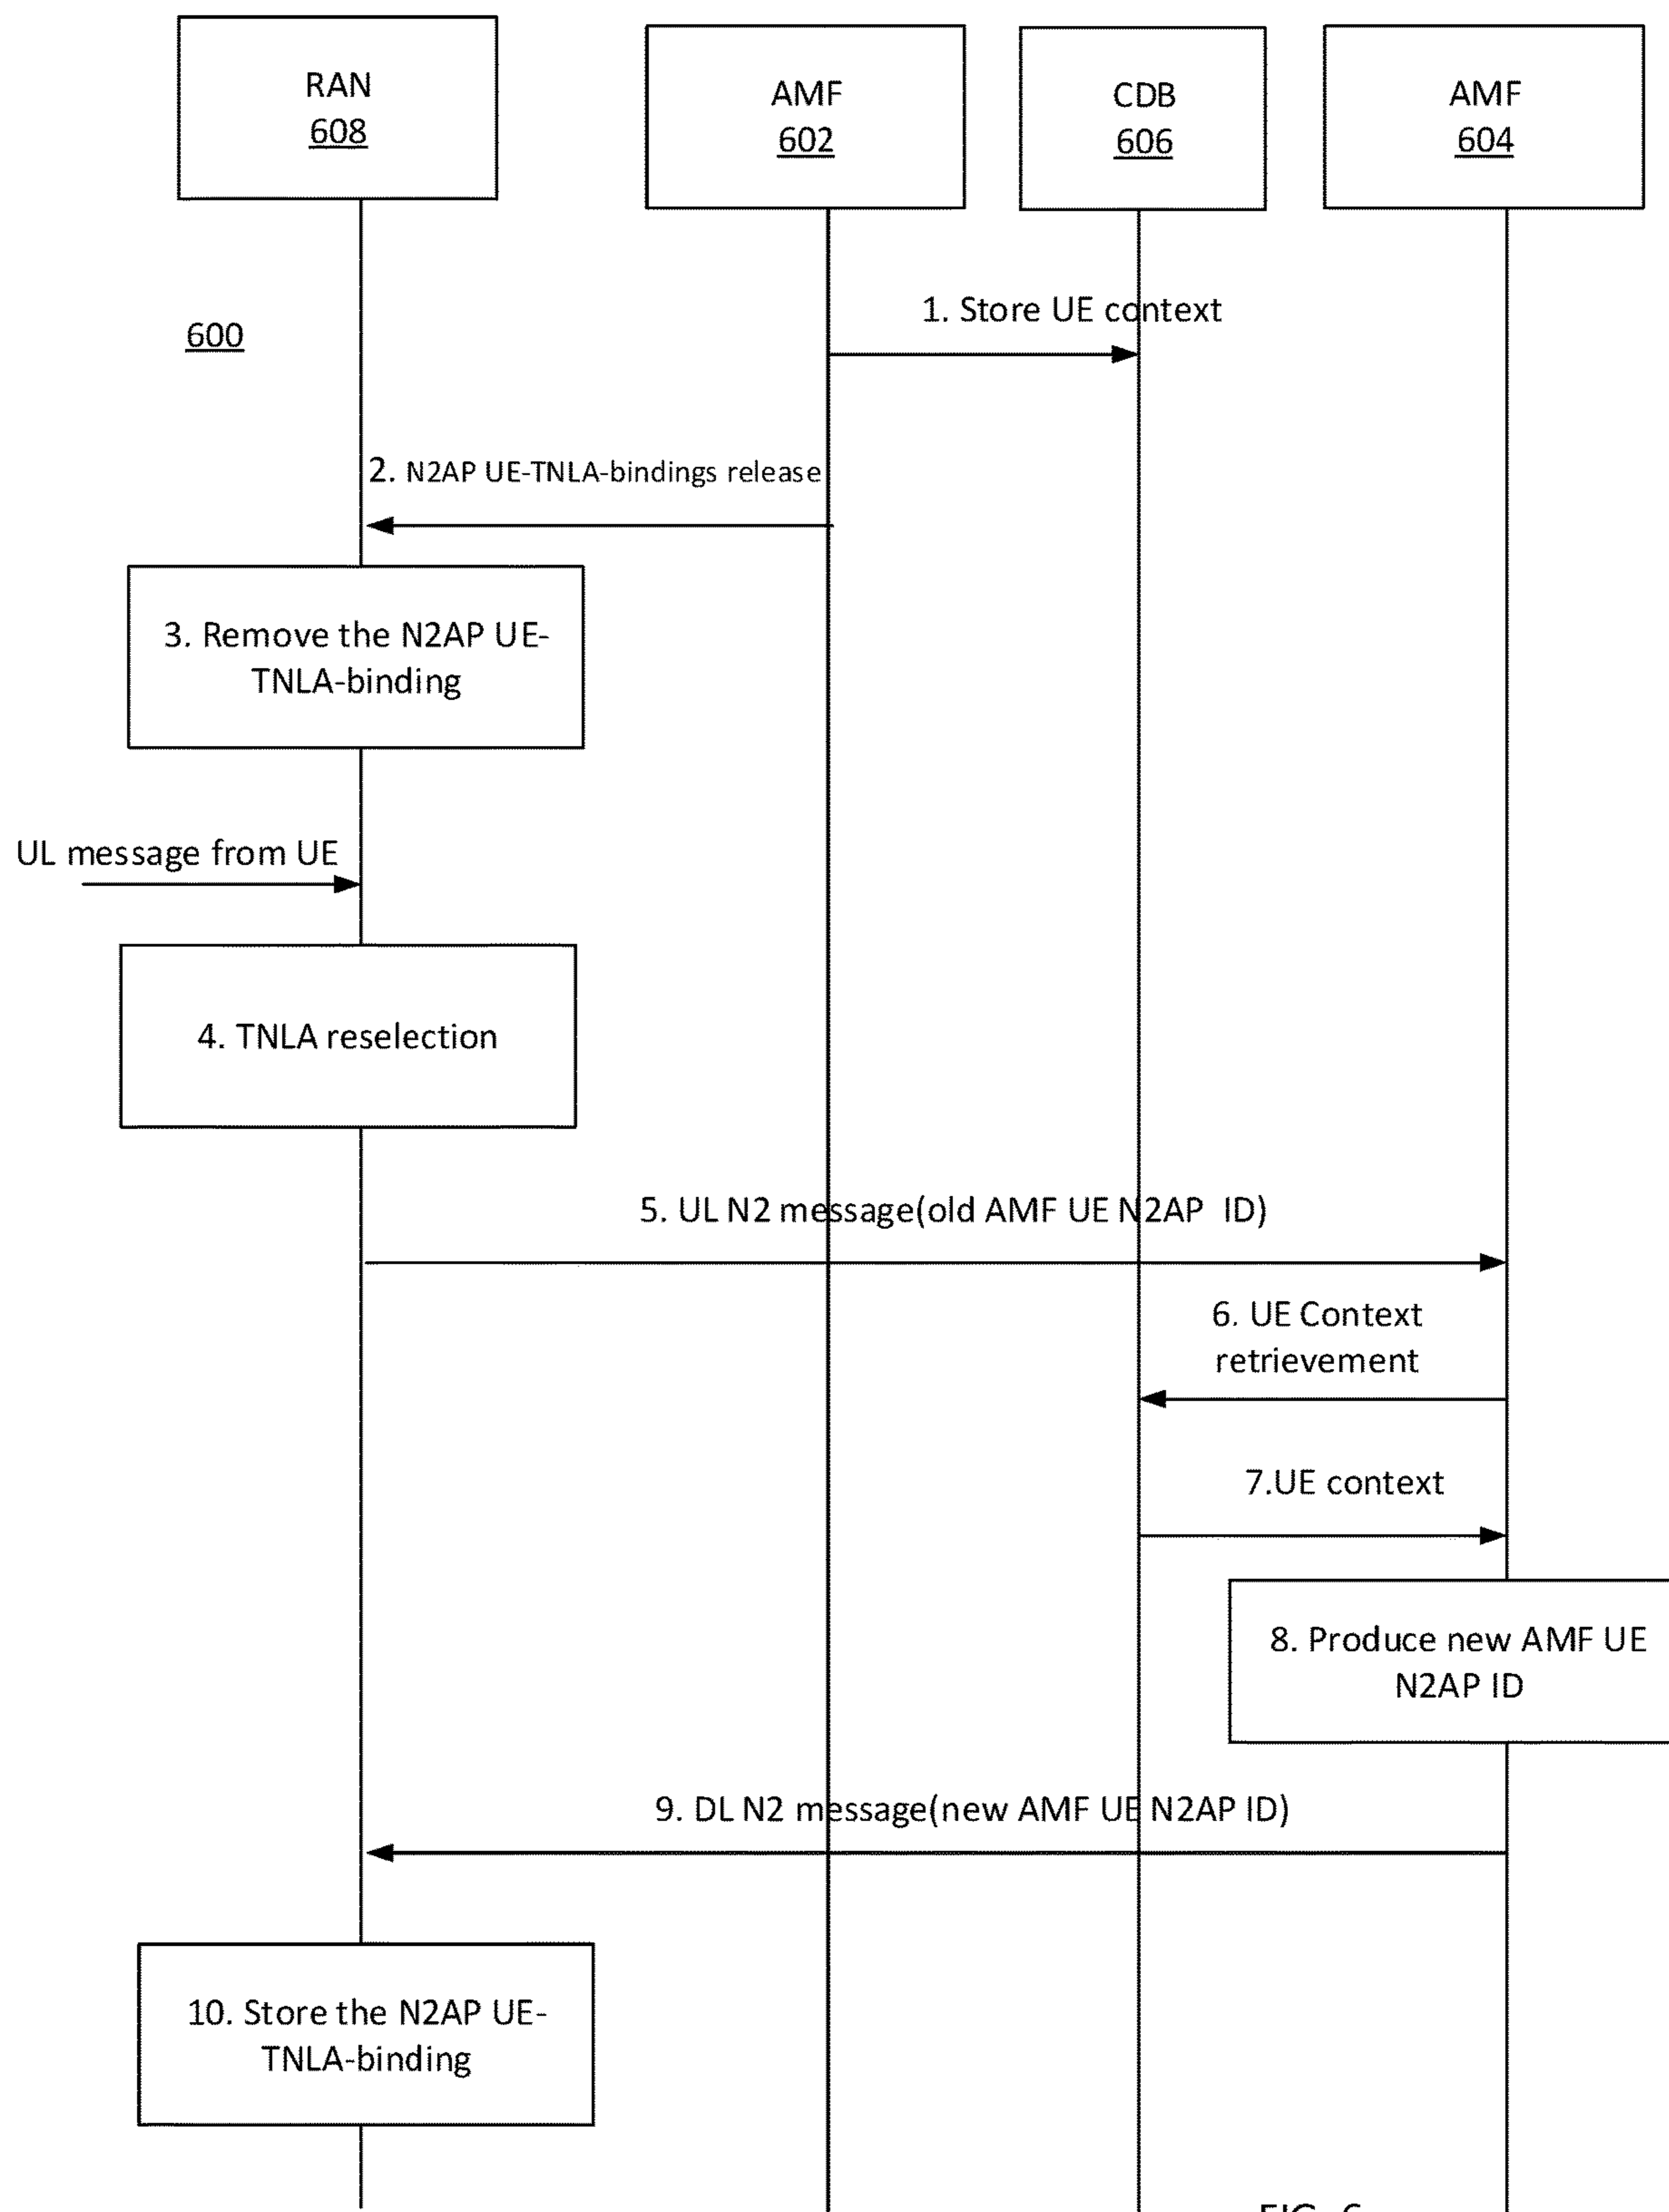 RAN
608
AMF
602
CDB
606
AMF
604
600
1. Store UE context
2. N2AP UE-TNLA-bindings release
3. Remove the N2AP UE-
TNLA-binding
UL message from UE
4. TNLA reselection
5. UL N2 message(old AMF UE N2AP ID)
6. UE Context
retrievement
7.UE context
8. Produce new AMF UE
N2AP ID
9. DL N2 message(new AMF UE N2AP ID)
10. Store the N2AP UE-
TNLA-binding